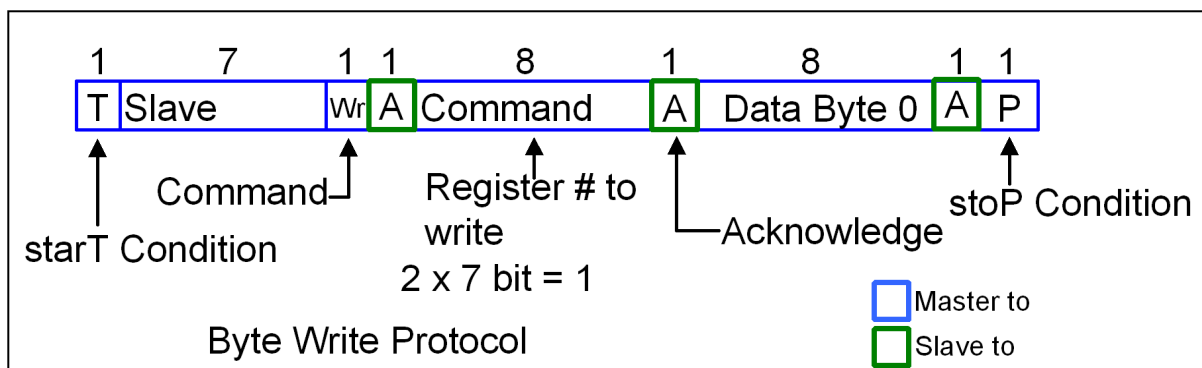 1 7 1 1 8 1 8 1 1
T Slave Wr A Command A Data Byte 0 A P
Command
Register # to
write
2 x 7 bit = 1
Acknowledge
stoP Condition
starT Condition
Master to
Slave to
Byte Write Protocol